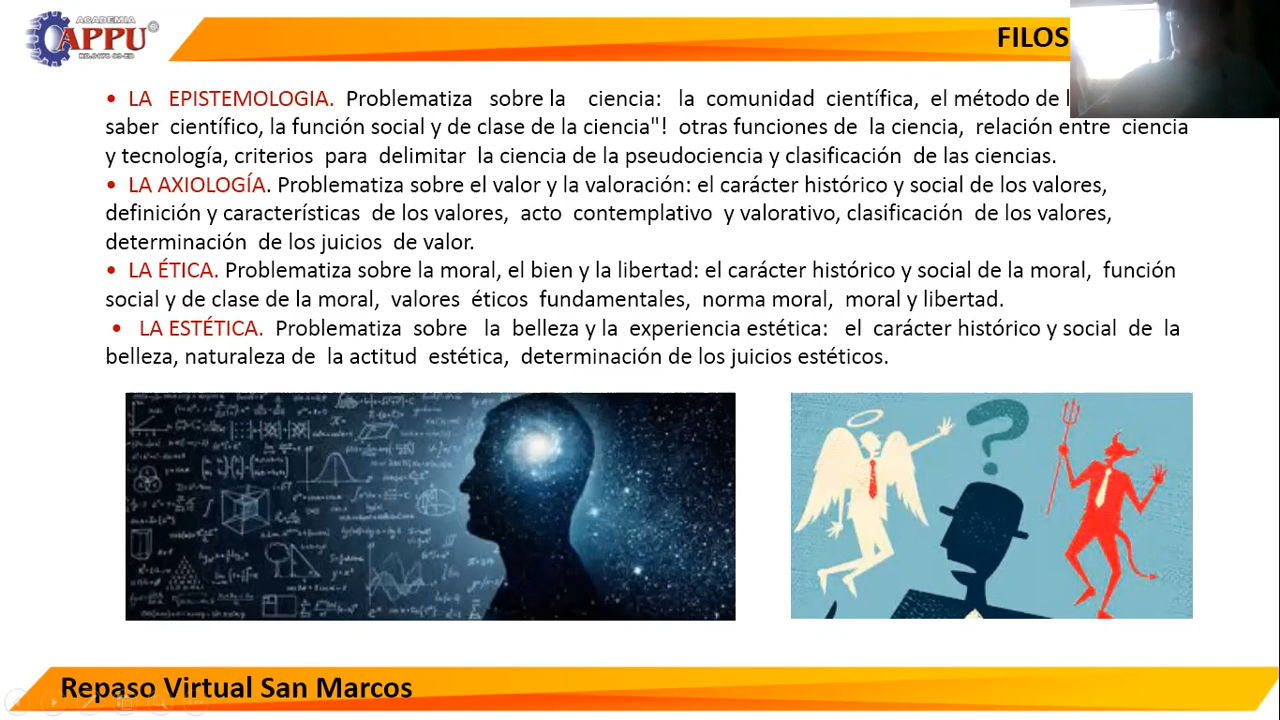 ACADEMIA
APPU
FILOS
• LA EPISTEMOLOGIA. Problematiza sobre la ciencia: la comunidad científica, el método de l
saber científico, la función social y de clase de la ciencia"! otras funciones de la ciencia, relación entre ciencia
y tecnología, criterios para delimitar la ciencia de la pseudociencia y clasificación de las ciencias.
• LA AXIOLOGÍA. Problematiza sobre el valor y la valoración: el carácter histórico y social de los valores,
definición y características de los valores, acto contemplativo y valorativo, clasificación de los valores,
determinación de los juicios de valor.
• LA ÉTICA. Problematiza sobre la moral, el bien y la libertad: el carácter histórico y social de la moral, función
social y de clase de la moral, valores éticos fundamentales, norma moral, moral y libertad.
• LA ESTÉTICA. Problematiza sobre la belleza y la experiencia estética: el carácter histórico y social de la
belleza, naturaleza de la actitud estética, determinación de los juicios estéticos.
Repaso Virtual San Marcos